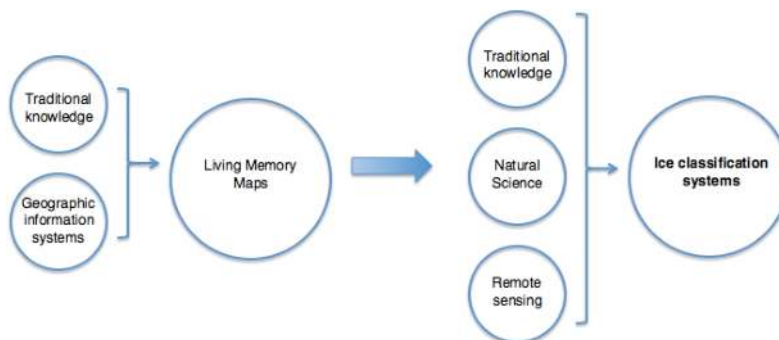 Traditional
knowledge
Geographic
information
systems
Living Memory
Maps
Traditional
knowledge
Natural
Science
Remote
sensing
Ice classification
systems